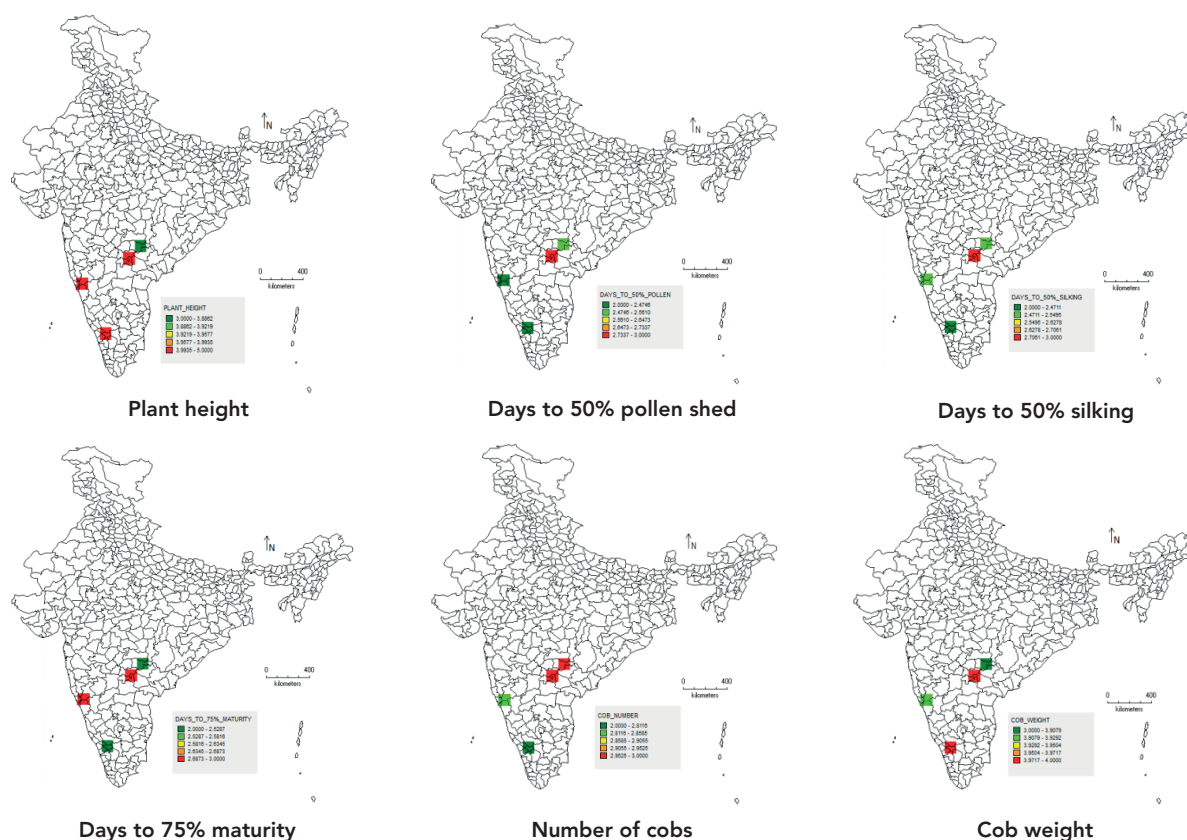 N
0 400
kilometers
PLANT_HEIGHT
3.0000 - 3.8862
3.8862 - 3.9219
3.9219 - 3.9577
3.9577 - 3.9935
3.9935 - 5.0000
Plant height
N
0 400
kilometers
DAYS_TO_50%_POLLEN
2.0000 - 2.4746
2.4746 - 2.5610
2.5610 - 2.6473
2.6473 - 2.7337
2.7337 - 3.0000
Days to 50% pollen shed
N
0 400
kilometers
DAYS_TO_50%_SILKING
2.0000 - 2.4711
2.4711 - 2.5495
2.5495 - 2.6278
2.6278 - 2.7061
2.7061 - 3.0000
Days to 50% silking
N
0 400
kilometers
DAYS_TO_75%_MATURITY
2.0000 - 2.5287
2.5287 - 2.5816
2.5816 - 2.6345
2.6345 - 2.6873
2.6873 - 3.0000
Days to 75% maturity
N
0 400
kilometers
COB_NUMBER
2.0000 - 2.8116
2.8116 - 2.8585
2.8585 - 2.9055
2.9055 - 2.9525
2.9525 - 3.0000
Number of cobs
N
0 400
kilometers
COB_WEIGHT
3.0000 - 3.9079
3.9079 - 3.9292
3.9292 - 3.9504
3.9504 - 3.9717
3.9717 - 4.0000
Cob weight